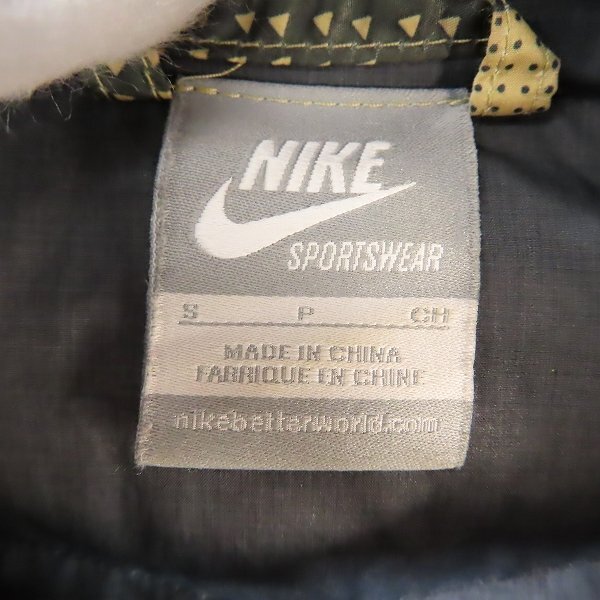 NIKE
SPORTSWEAR
S P CH
MADE IN CHINA
FABRIQUE EN CHINE
nikebetterworld.com